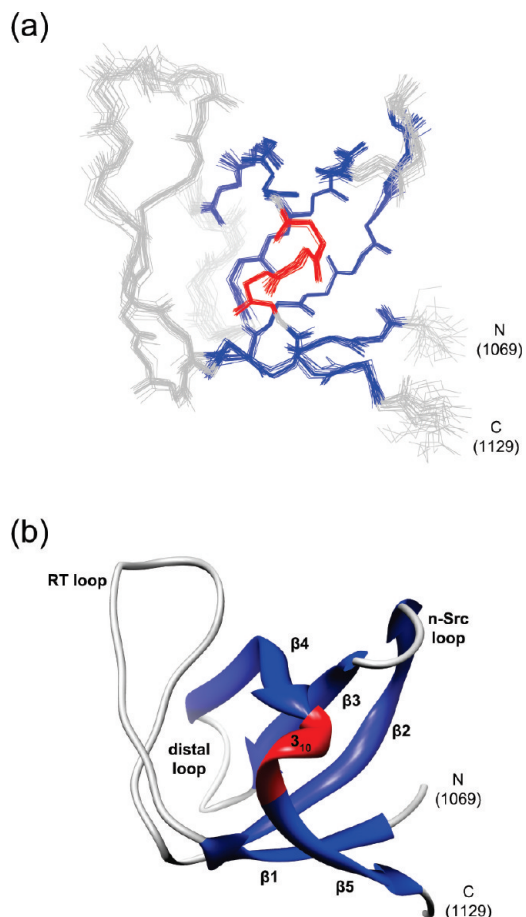 (a)
N
(1069)
C
(1129)
(b)
RT loop
n-Src
loop
β4
β3
β2
3₁₀
distal
loop
N
(1069)
β1
β5
C
(1129)